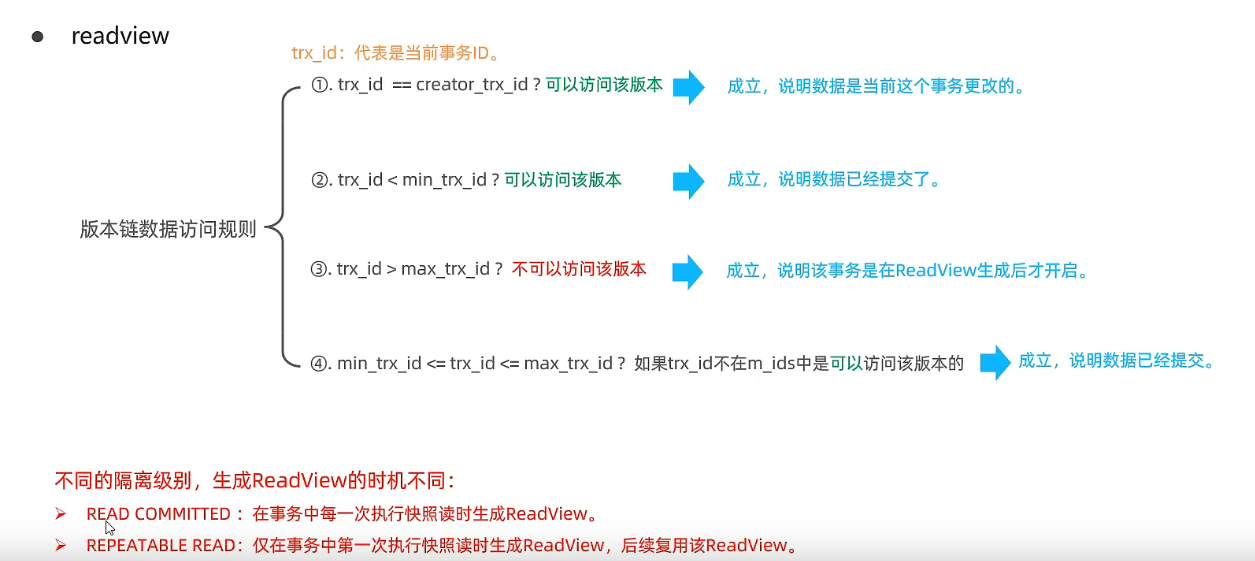 ● readview
trx_id：代表是当前事务ID。
①. trx_id == creator_trx_id ? 可以访问该版本 成立，说明数据是当前这个事务更改的。
②. trx_id < min_trx_id ? 可以访问该版本 成立，说明数据已经提交了。
版本链数据访问规则
③. trx_id > max_trx_id ? 不可以访问该版本 成立，说明该事务是在ReadView生成后才开启。
④. min_trx_id <= trx_id <= max_trx_id ? 如果trx_id不在m_ids中是可以访问该版本的 成立，说明数据已经提交。
不同的隔离级别，生成ReadView的时机不同：
➢ READ COMMITTED ：在事务中每一次执行快照读时生成ReadView。
➢ REPEATABLE READ：仅在事务中第一次执行快照读时生成ReadView，后续复用该ReadView。